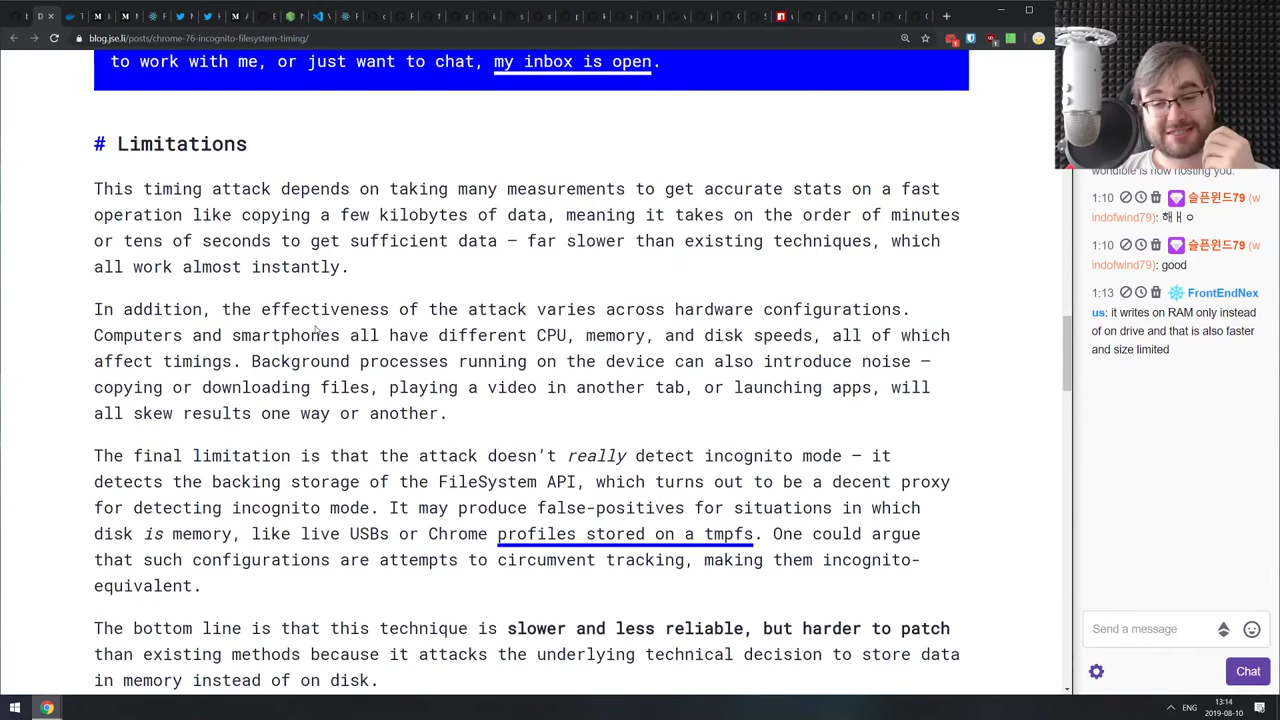 blog.jse.li/posts/chrome-76-incognito-filesystem-timing/
to work with me, or just want to chat, my inbox is open.
# Limitations
This timing attack depends on taking many measurements to get accurate stats on a fast
operation like copying a few kilobytes of data, meaning it takes on the order of minutes
or tens of seconds to get sufficient data – far slower than existing techniques, which
all work almost instantly.
In addition, the effectiveness of the attack varies across hardware configurations.
Computers and smartphones all have different CPU, memory, and disk speeds, all of which
affect timings. Background processes running on the device can also introduce noise –
copying or downloading files, playing a video in another tab, or launching apps, will
all skew results one way or another.
The final limitation is that the attack doesn't really detect incognito mode – it
detects the backing storage of the FileSystem API, which turns out to be a decent proxy
for detecting incognito mode. It may produce false-positives for situations in which
disk is memory, like live USBs or Chrome profiles stored on a tmpfs. One could argue
that such configurations are attempts to circumvent tracking, making them incognito-
equivalent.
The bottom line is that this technique is slower and less reliable, but harder to patch
than existing methods because it attacks the underlying technical decision to store data
in memory instead of on disk.
wondible is now hosting you.
1:10 슬픈윈드79 (w
indofwind79): 해ㅐㅇ
1:10 슬픈윈드79 (w
indofwind79): good
1:13 FrontEndNex
us: it writes on RAM only instead
of on drive and that is also faster
and size limited
Send a message
Chat
ENG
13:14
2019-08-10